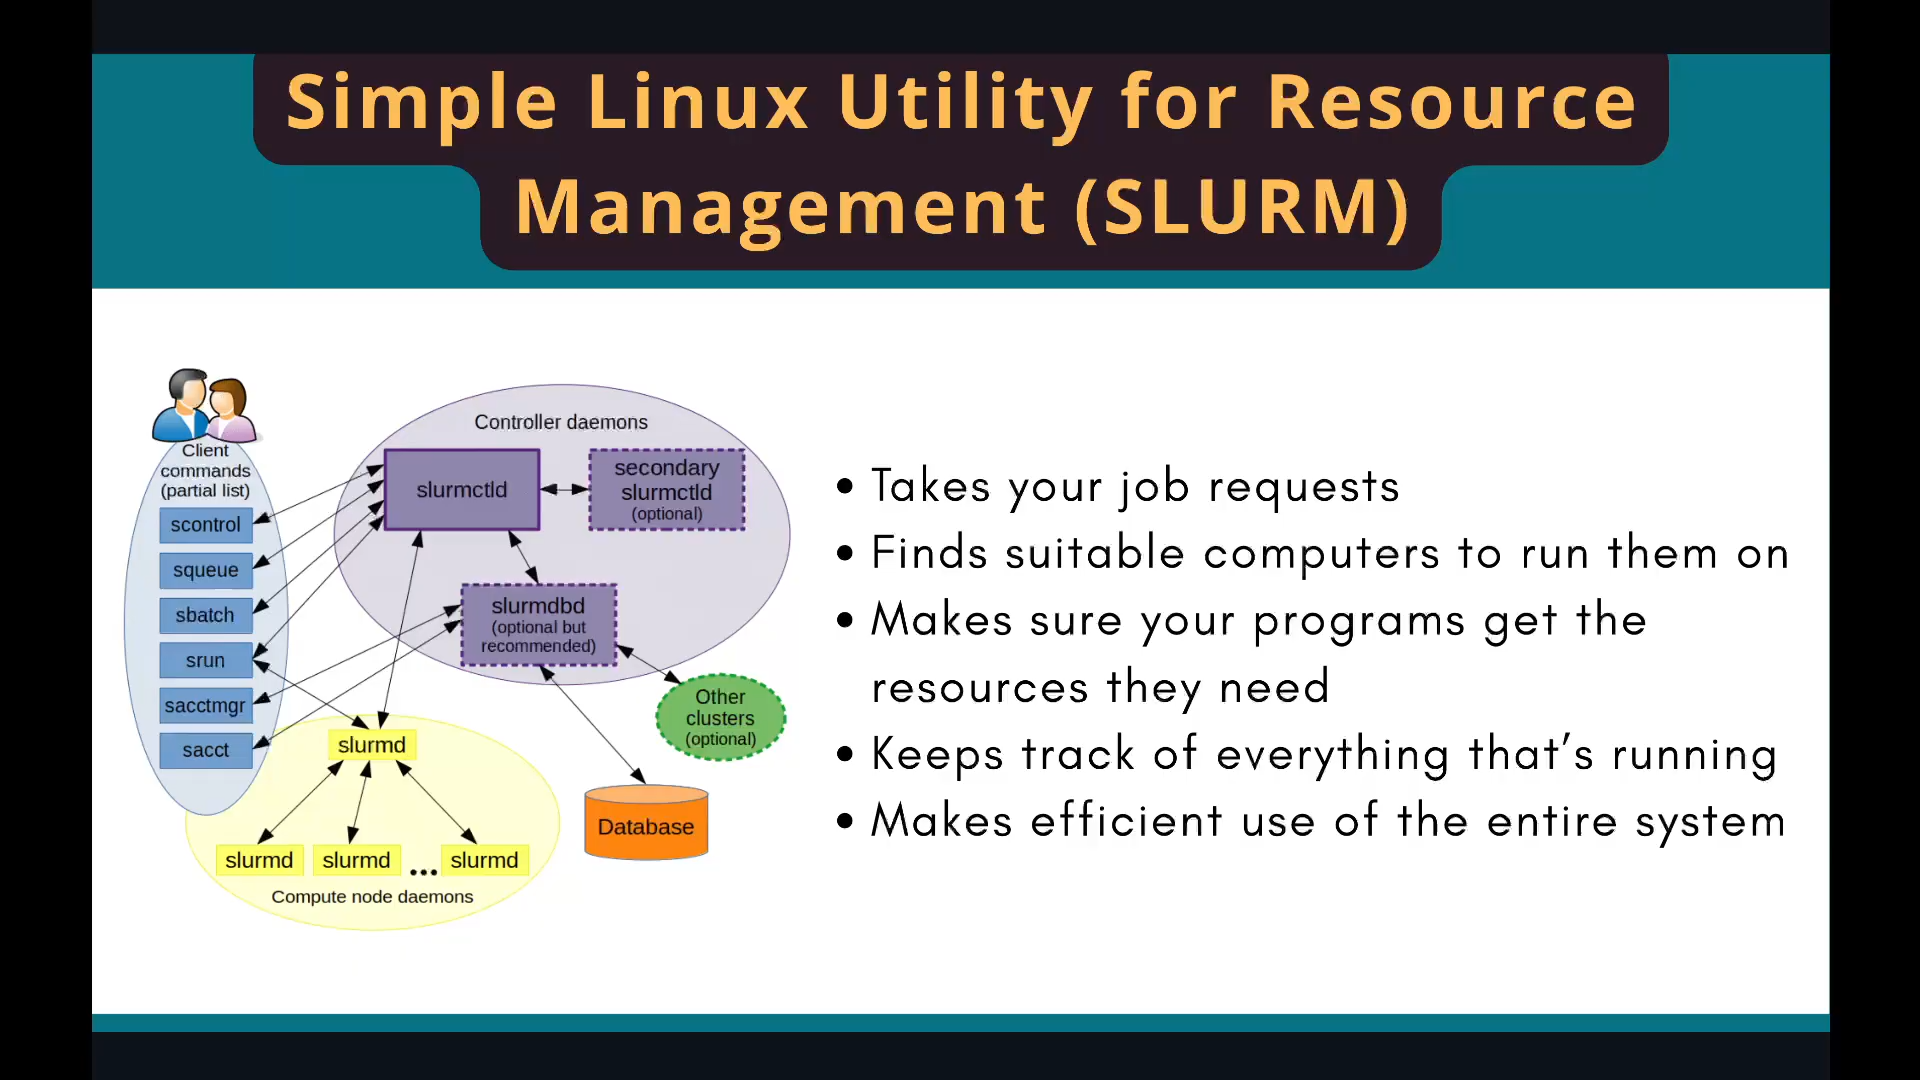 Simple Linux Utility for Resource
Management (SLURM)
Client
commands
(partial list)
scontrol
squeue
sbatch
srun
sacctmgr
sacct
Controller daemons
slurmctld
secondary
slurmctld
(optional)
slurmdbd
(optional but
recommended)
Other
clusters
(optional)
Database
slurmd
slurmd
slurmd
...
slurmd
Compute node daemons
• Takes your job requests
• Finds suitable computers to run them on
• Makes sure your programs get the
resources they need
• Keeps track of everything that’s running
• Makes efficient use of the entire system